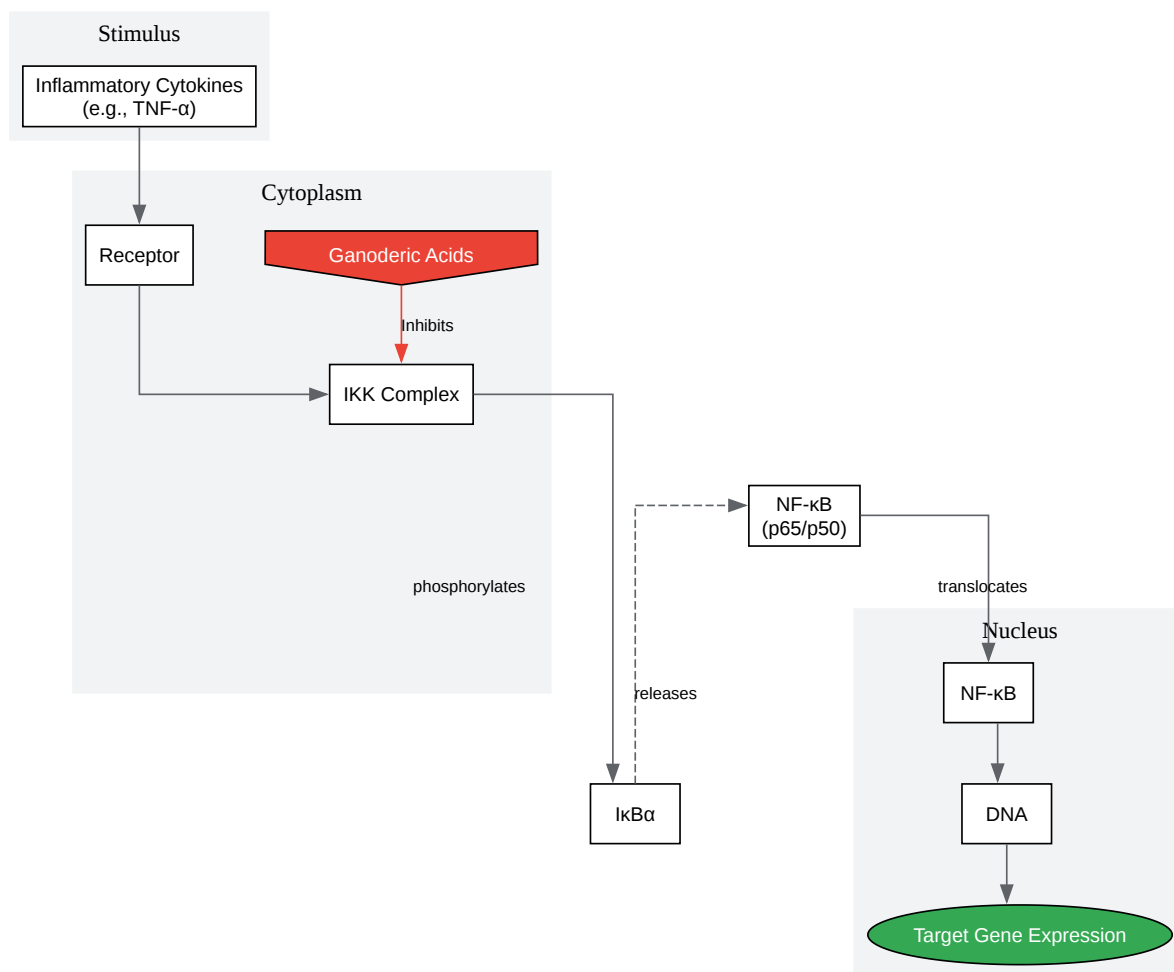 Stimulus
Inflammatory Cytokines
(e.g., TNF-α)
Cytoplasm
Receptor
Ganoderic Acids
Inhibits
IKK Complex
NF-κB
(p65/p50)
phosphorylates
translocates
Nucleus
releases
NF-κB
IκBα
DNA
Target Gene Expression